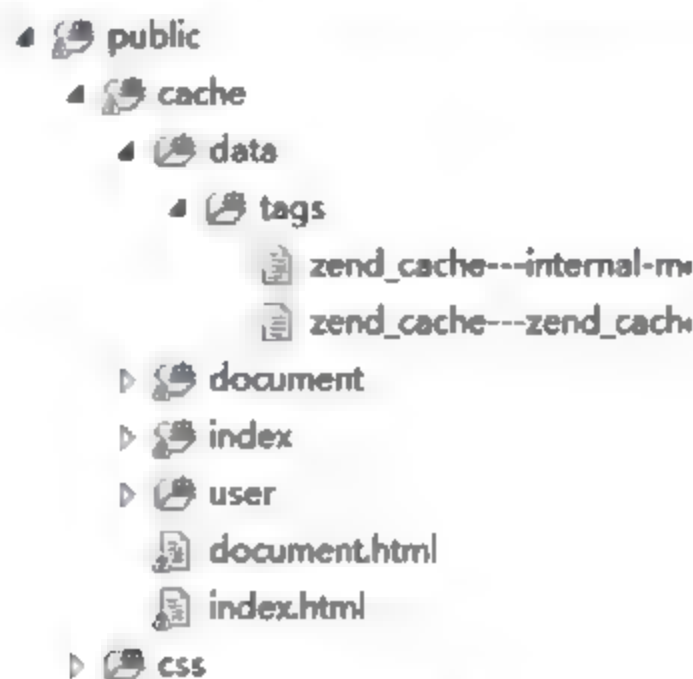 public
cache
data
tags
zend_cache---internal-m
zend_cache---zend_cach
document
index
user
document.html
index.html
css